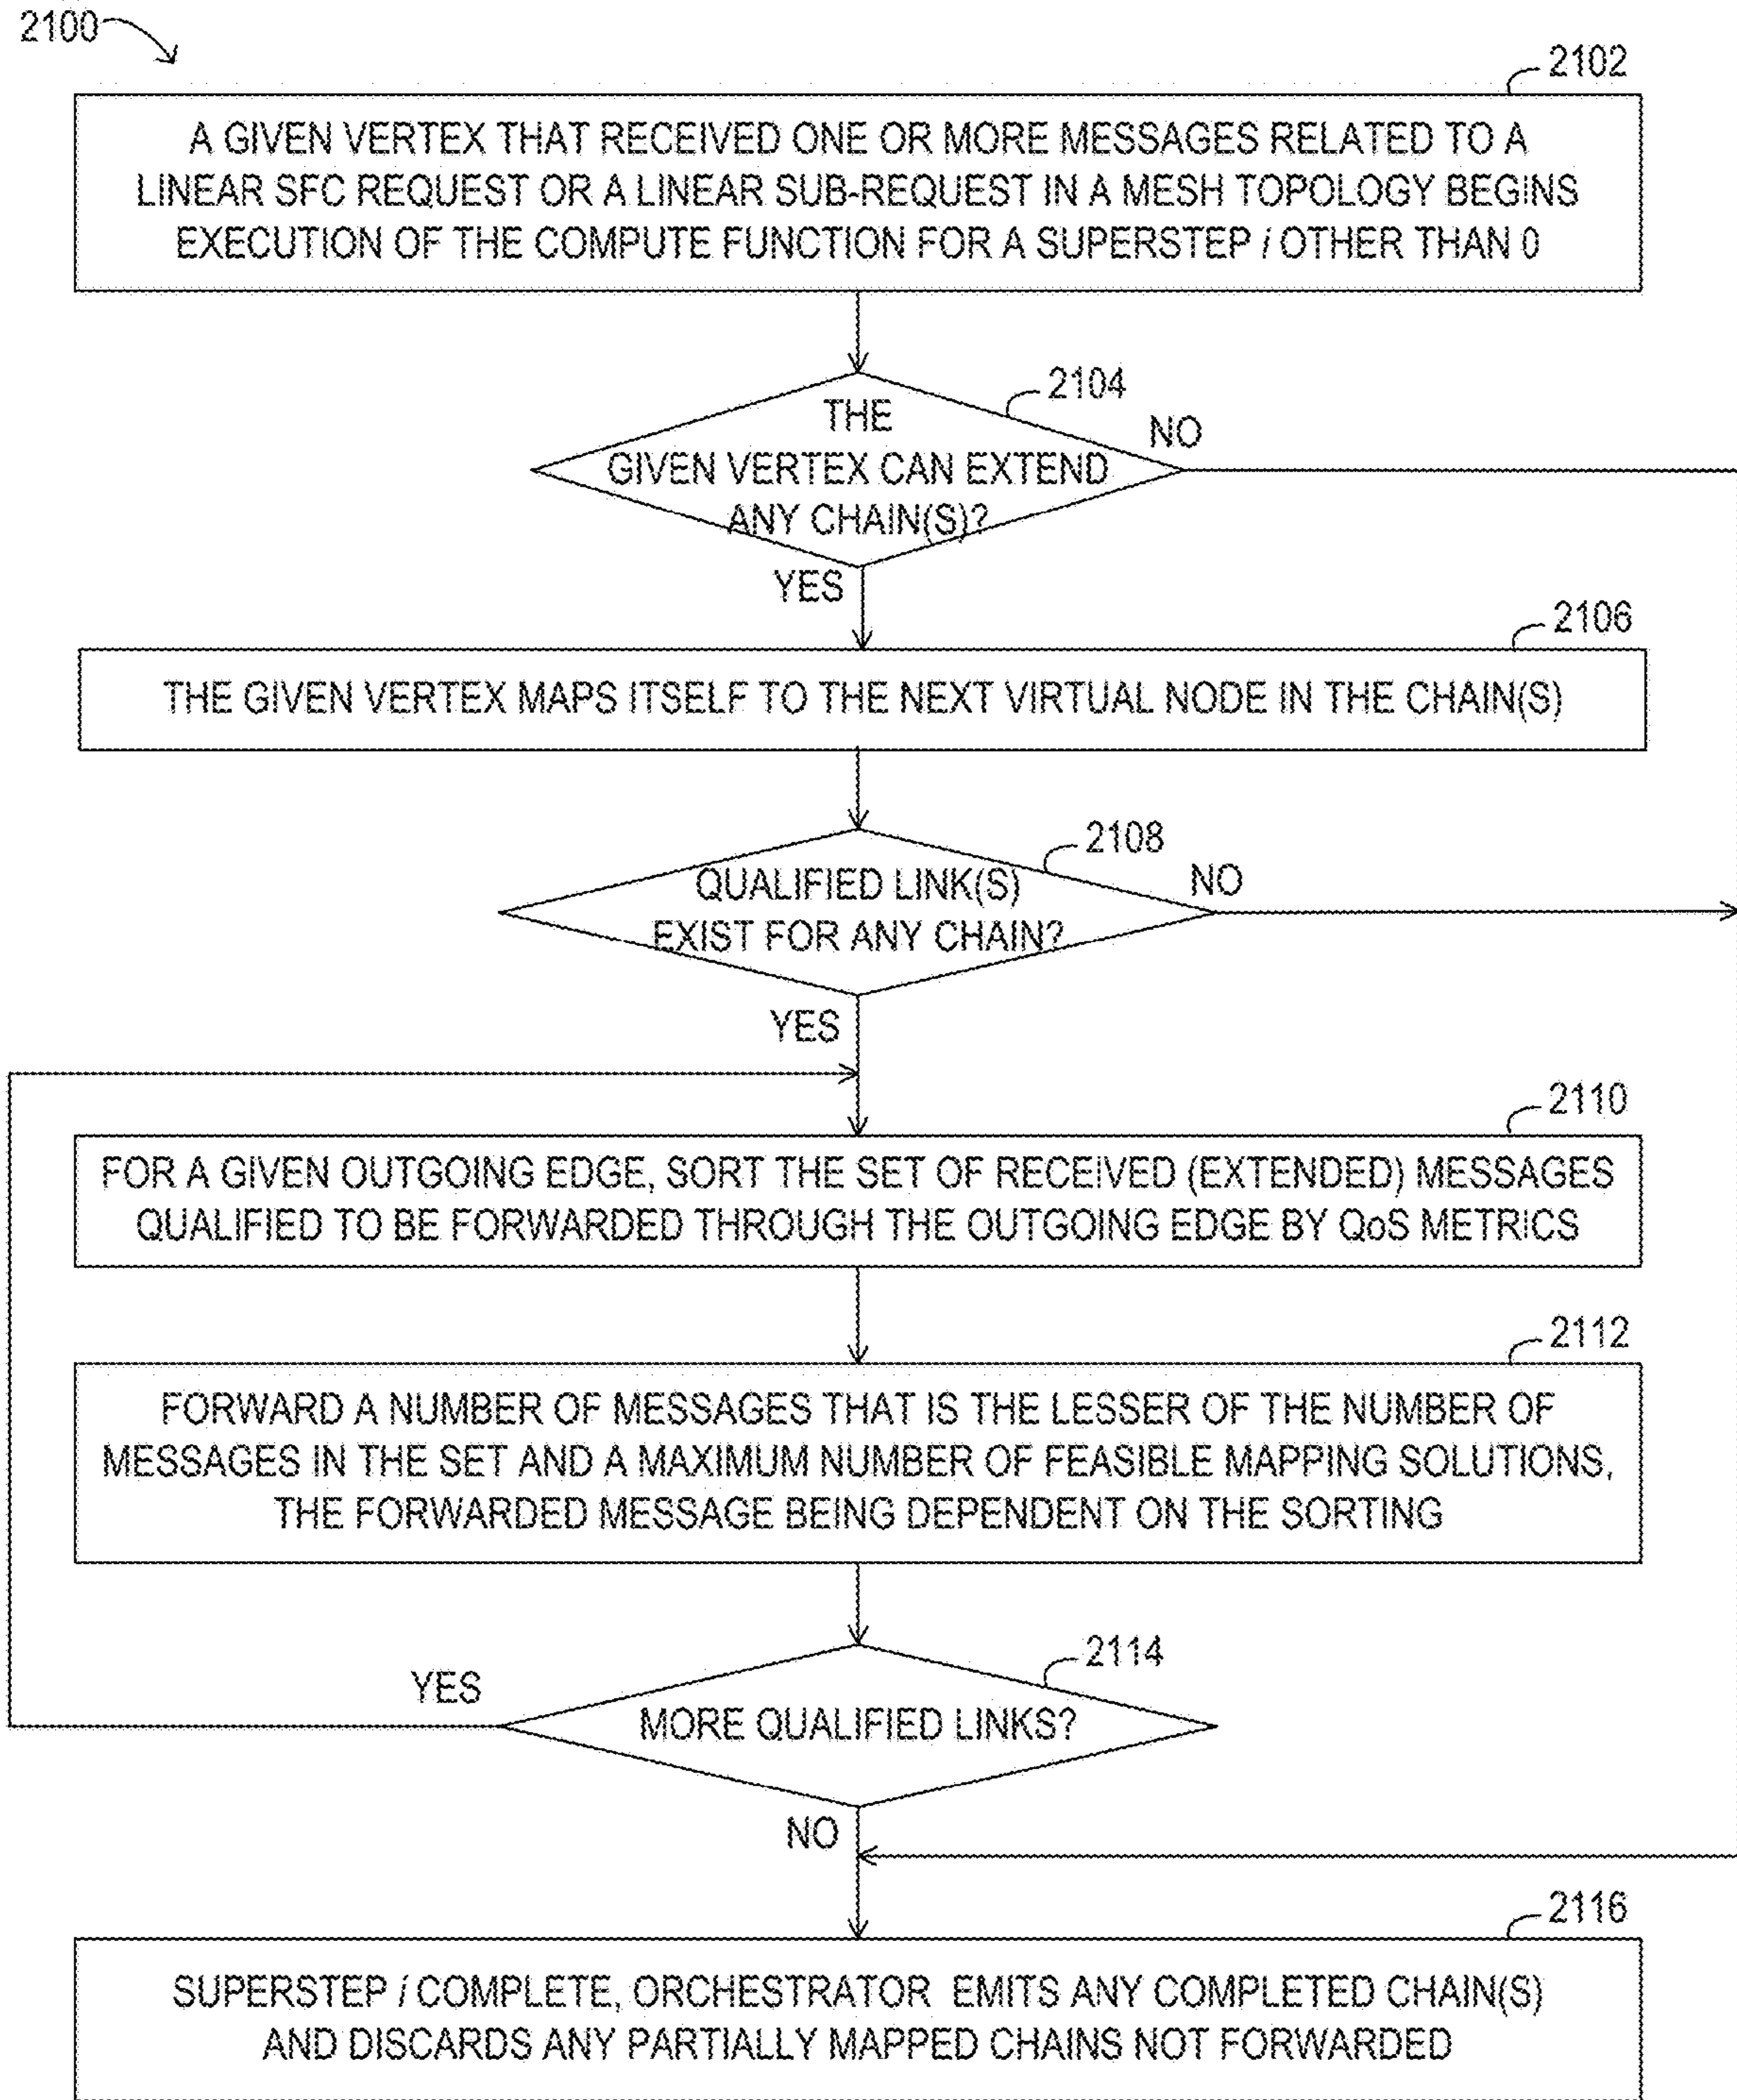 2100
2102
A GIVEN VERTEX THAT RECEIVED ONE OR MORE MESSAGES RELATED TO A
LINEAR SFC REQUEST OR A LINEAR SUB-REQUEST IN A MESH TOPOLOGY BEGINS
EXECUTION OF THE COMPUTE FUNCTION FOR A SUPERSTEP i OTHER THAN 0
2104
THE
GIVEN VERTEX CAN EXTEND
ANY CHAIN(S)?
NO
YES
2106
THE GIVEN VERTEX MAPS ITSELF TO THE NEXT VIRTUAL NODE IN THE CHAIN(S)
2108
QUALIFIED LINK(S)
EXIST FOR ANY CHAIN?
NO
YES
2110
FOR A GIVEN OUTGOING EDGE, SORT THE SET OF RECEIVED (EXTENDED) MESSAGES
QUALIFIED TO BE FORWARDED THROUGH THE OUTGOING EDGE BY QoS METRICS
2112
FORWARD A NUMBER OF MESSAGES THAT IS THE LESSER OF THE NUMBER OF
MESSAGES IN THE SET AND A MAXIMUM NUMBER OF FEASIBLE MAPPING SOLUTIONS,
THE FORWARDED MESSAGE BEING DEPENDENT ON THE SORTING
2114
YES
MORE QUALIFIED LINKS?
NO
2116
SUPERSTEP i COMPLETE, ORCHESTRATOR EMITS ANY COMPLETED CHAIN(S)
AND DISCARDS ANY PARTIALLY MAPPED CHAINS NOT FORWARDED